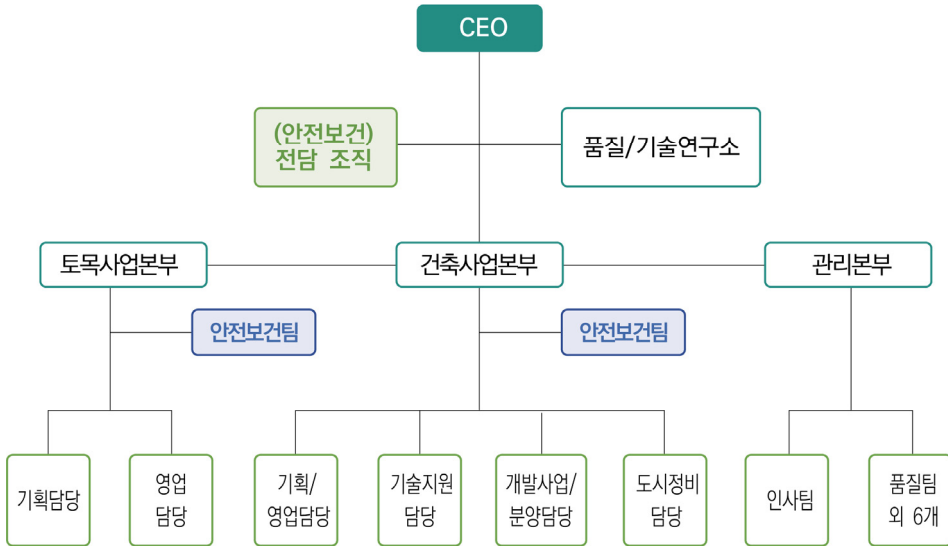 CEO
(안전보건)
전담 조직
품질/기술연구소
토목사업본부
건축사업본부
관리본부
안전보건팀
안전보건팀
기획담당
영업
담당
기획/
영업담당
기술지원
담당
개발사업/
분양담당
도시정비
담당
인사팀
품질팀
외 6개